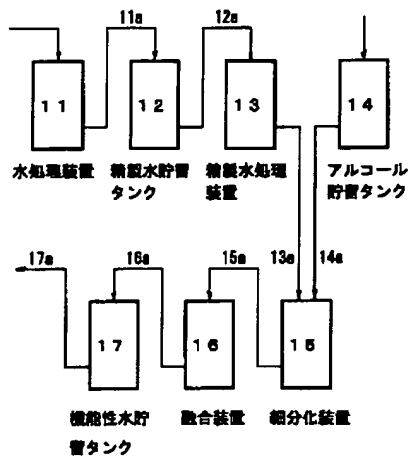 11a
12a
11
12
13
14
水処理装置
精製水貯留
タンク
精製水処理
装置
アルコール
貯留タンク
17a
16a
15a
13a
14a
17
16
15
機能性水貯
留タンク
融合装置
細分化装置